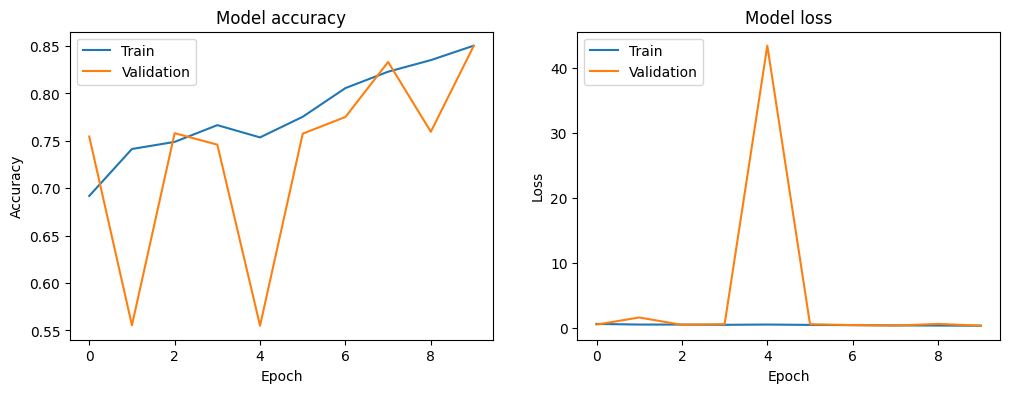 Model accuracy
Train
Validation
0.85
0.80
0.75
0.70
0.65
0.60
0.55
Accuracy
0
2
4
6
8
Epoch
Model loss
Train
Validation
40
30
20
10
0
Loss
0
2
4
6
8
Epoch